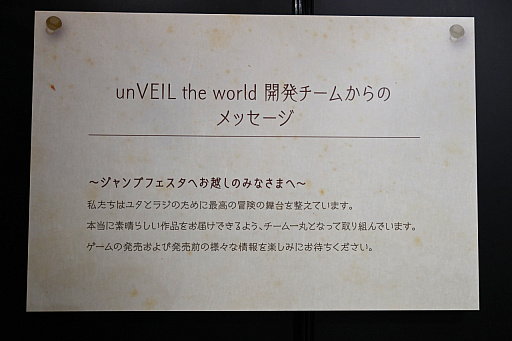 unVEIL the world 開発チームからの
メッセージ
～ジャンプフェスタへお越しのみなさまへ～
私たちはユタとラジのために最高の冒険の舞台を整えています。
本当に素晴らしい作品をお届けできるよう、チーム一丸となって取り組んでいます。
ゲームの発売および発売前の様々な情報を楽しみにお待ちください。